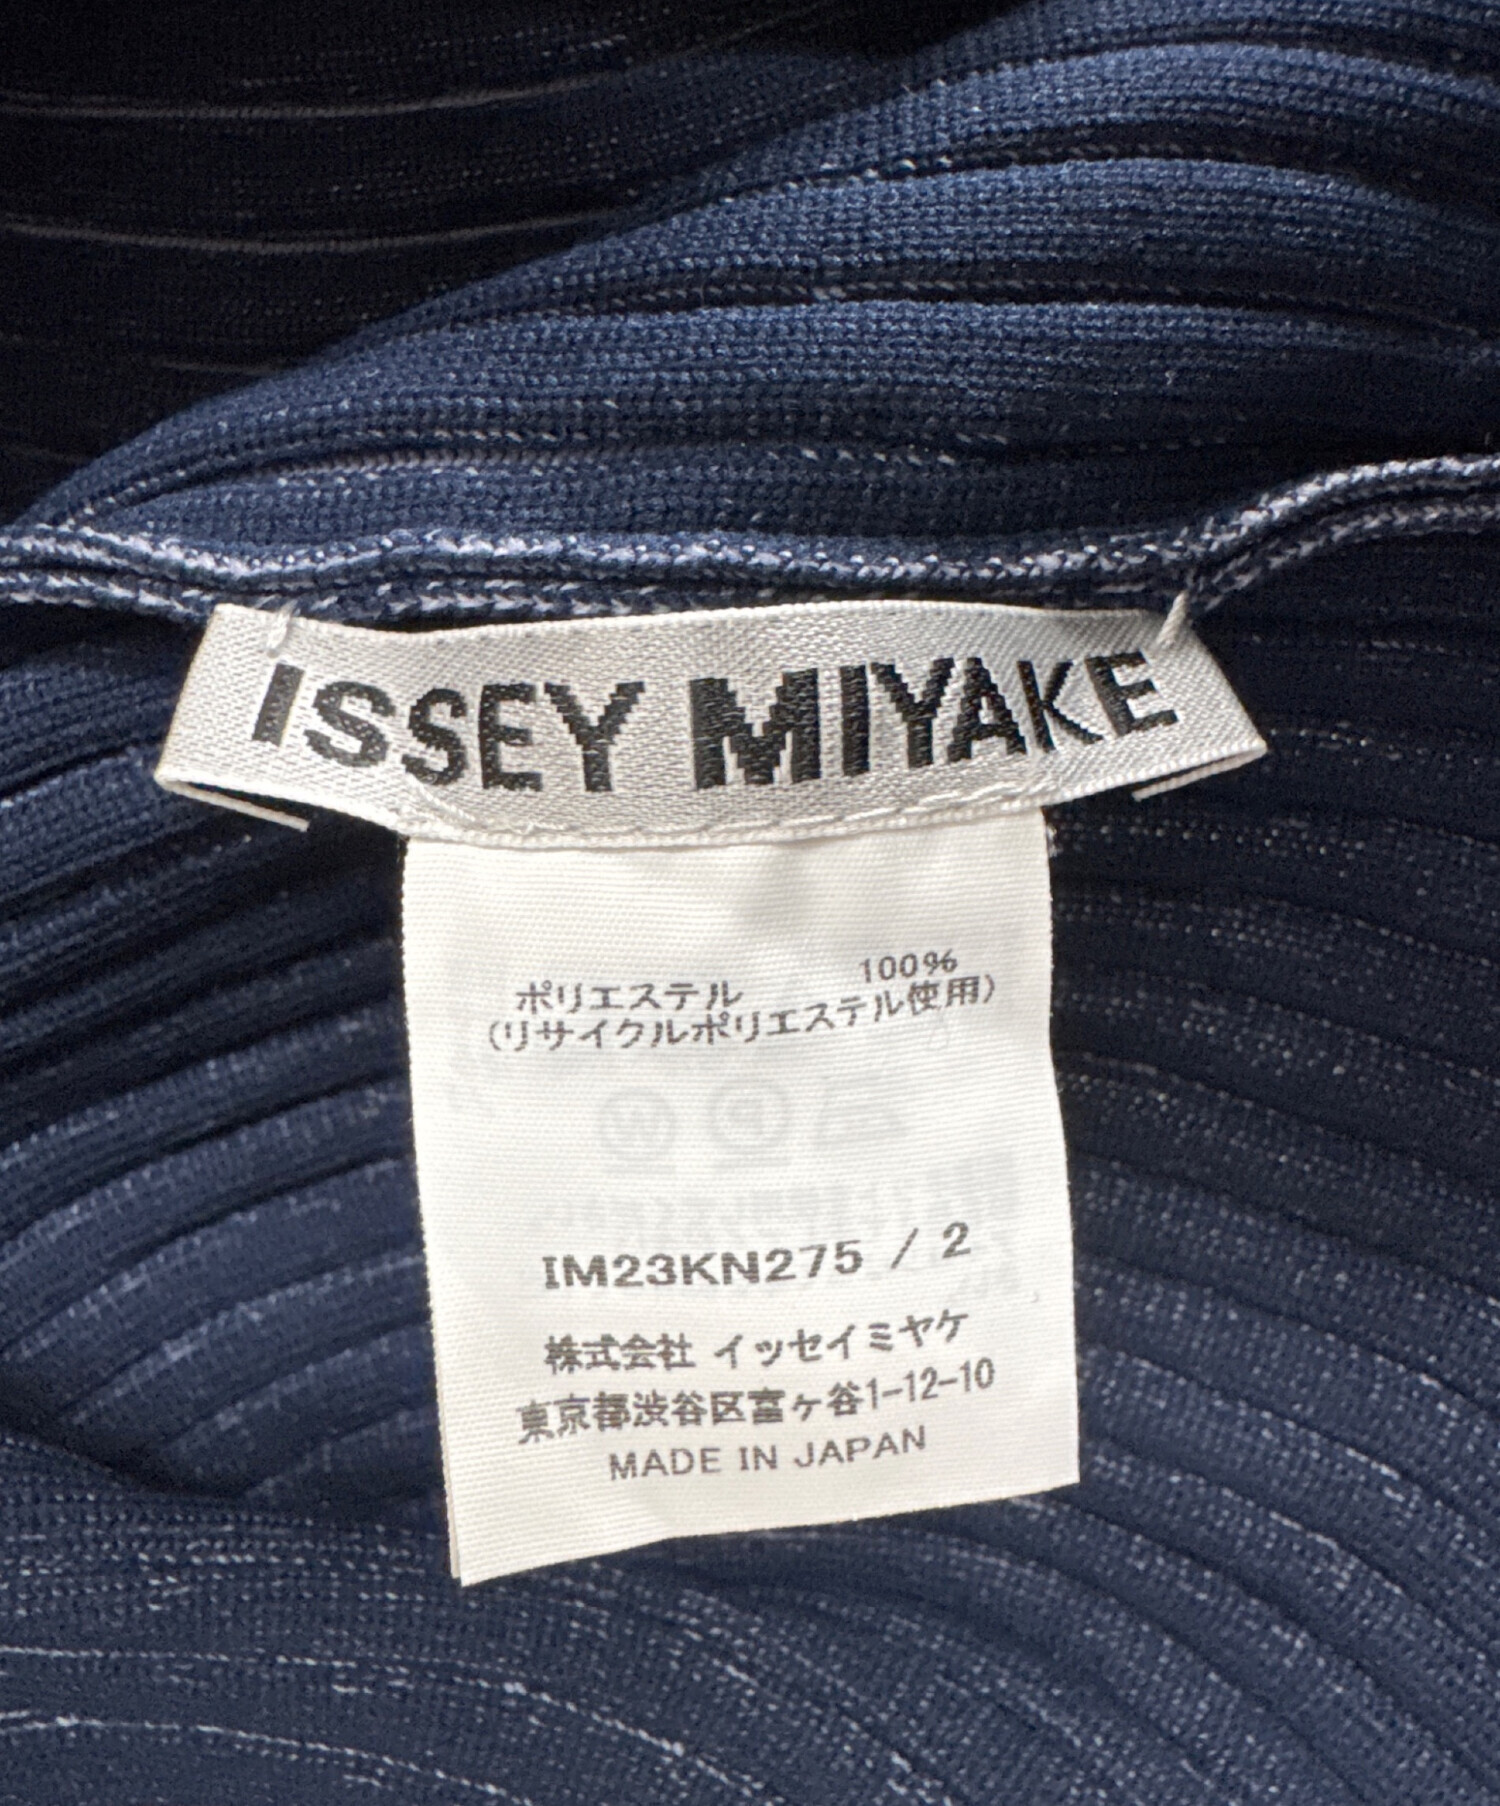 ISSEY MIYAKE
ポリエステル 100%
(リサイクルポリエステル使用)
IM23KN275 / 2
株式会社 イッセイミヤケ
東京都渋谷区富ヶ谷1-12-10
MADE IN JAPAN